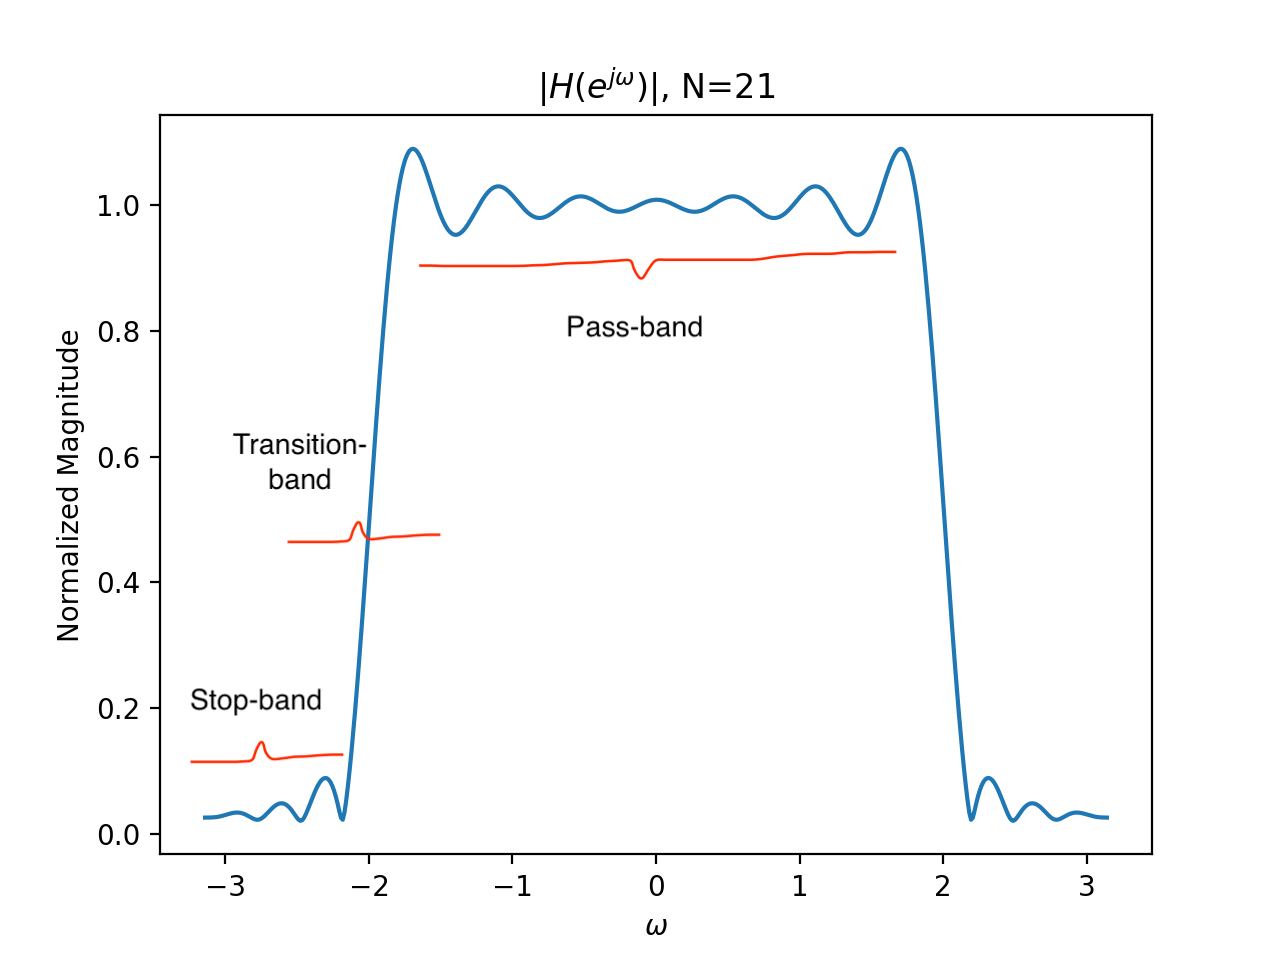 |H(e^{jω})|, N=21
1.0
0.8
0.6
0.4
0.2
0.0
Normalized Magnitude
Pass-band
Transition-
band
Stop-band
−3 −2 −1 0 1 2 3
ω